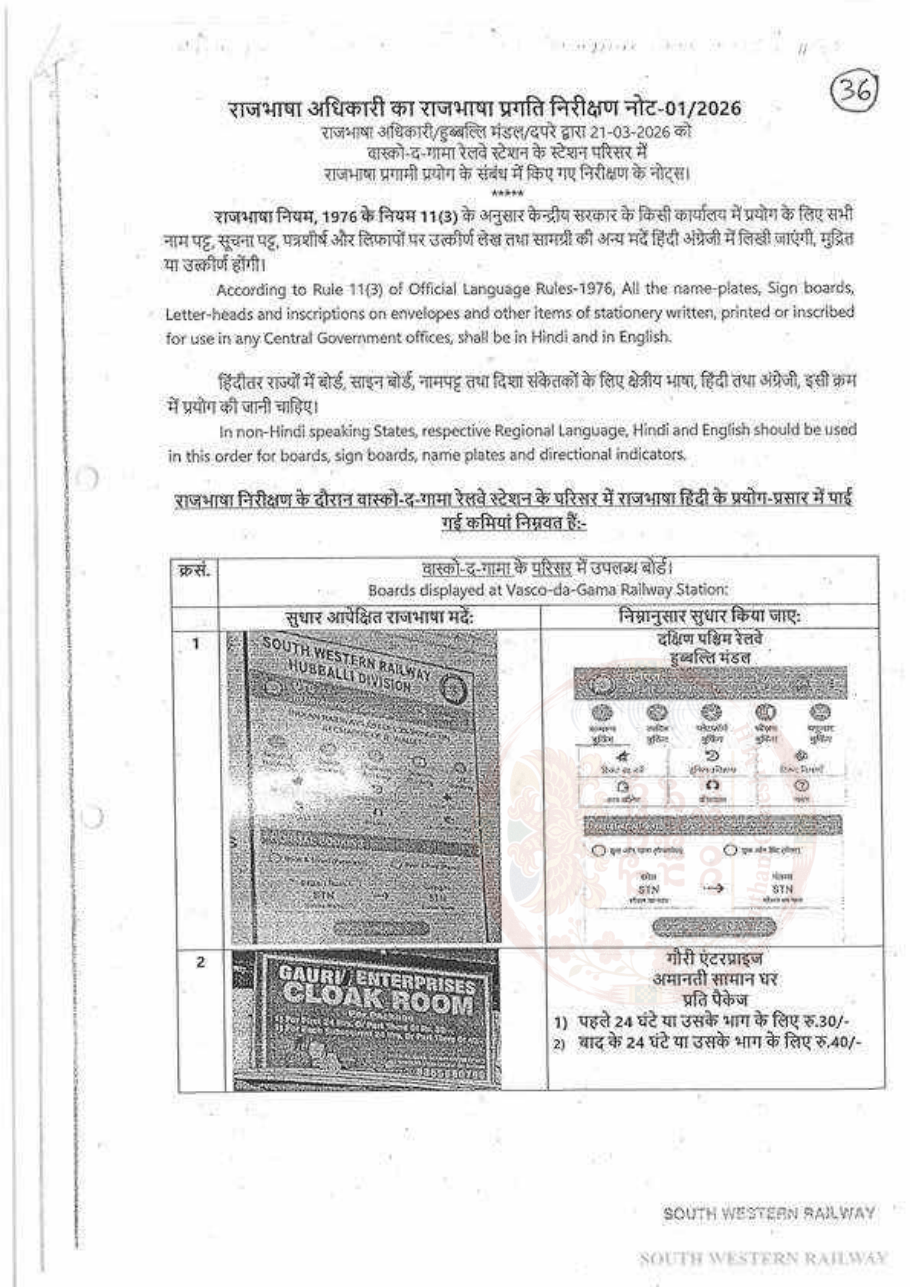 36
राजभाषा अधिकारी का राजभाषा प्रगति निरीक्षण नोट-01/2026
राजभाषा अधिकारी/हुब्बल्लि मंडल/दपरे द्वारा 21-03-2026 को
वास्को-द-गामा रेलवे स्टेशन के स्टेशन परिसर में
राजभाषा प्रगामी प्रयोग के संबंध में किए गए निरीक्षण के नोट्स।
*****
राजभाषा नियम, 1976 के नियम 11(3) के अनुसार केन्द्रीय सरकार के किसी कार्यालय में प्रयोग के लिए सभी
नाम पट्ट, सूचना पट्ट, पत्रशीर्ष और लिफापों पर उत्कीर्ण लेख तथा सामग्री की अन्य मदें हिंदी अंग्रेजी में लिखी जाएंगी, मुद्रित
या उत्कीर्ण होंगी।
According to Rule 11(3) of Official Language Rules-1976, All the name-plates, Sign boards,
Letter-heads and inscriptions on envelopes and other items of stationery written, printed or inscribed
for use in any Central Government offices, shall be in Hindi and in English.
हिंदीतर राज्यों में बोर्ड, साइन बोर्ड, नामपट्ट तथा दिशा संकेतकों के लिए क्षेत्रीय भाषा, हिंदी तथा अंग्रेजी, इसी क्रम
में प्रयोग की जानी चाहिए।
In non-Hindi speaking States, respective Regional Language, Hindi and English should be used
in this order for boards, sign boards, name plates and directional indicators.
राजभाषा निरीक्षण के दौरान वास्को-द-गामा रेलवे स्टेशन के परिसर में राजभाषा हिंदी के प्रयोग-प्रसार में पाई
गई कमियां निम्नवत हैं:-
क्रसं.
वास्को-द-गामा के परिसर में उपलब्ध बोर्ड।
Boards displayed at Vasco-da-Gama Railway Station:
सुधार आपेक्षित राजभाषा मदें:
निम्नानुसार सुधार किया जाए:
1
SOUTH WESTERN RAILWAY
HUBBALLI DIVISION
STN
STN
दक्षिण पश्चिम रेलवे
हुब्बल्लि मंडल
STN
STN
2
GAURI ENTERPRISES
CLOAK ROOM
गौरी एंटरप्राइज
अमानती सामान घर
प्रति पैकेज
1) पहले 24 घंटे या उसके भाग के लिए रु.30/-
2) बाद के 24 घंटे या उसके भाग के लिए रु.40/-
SOUTH WESTERN RAILWAY
SOUTH WESTERN RAILWAY